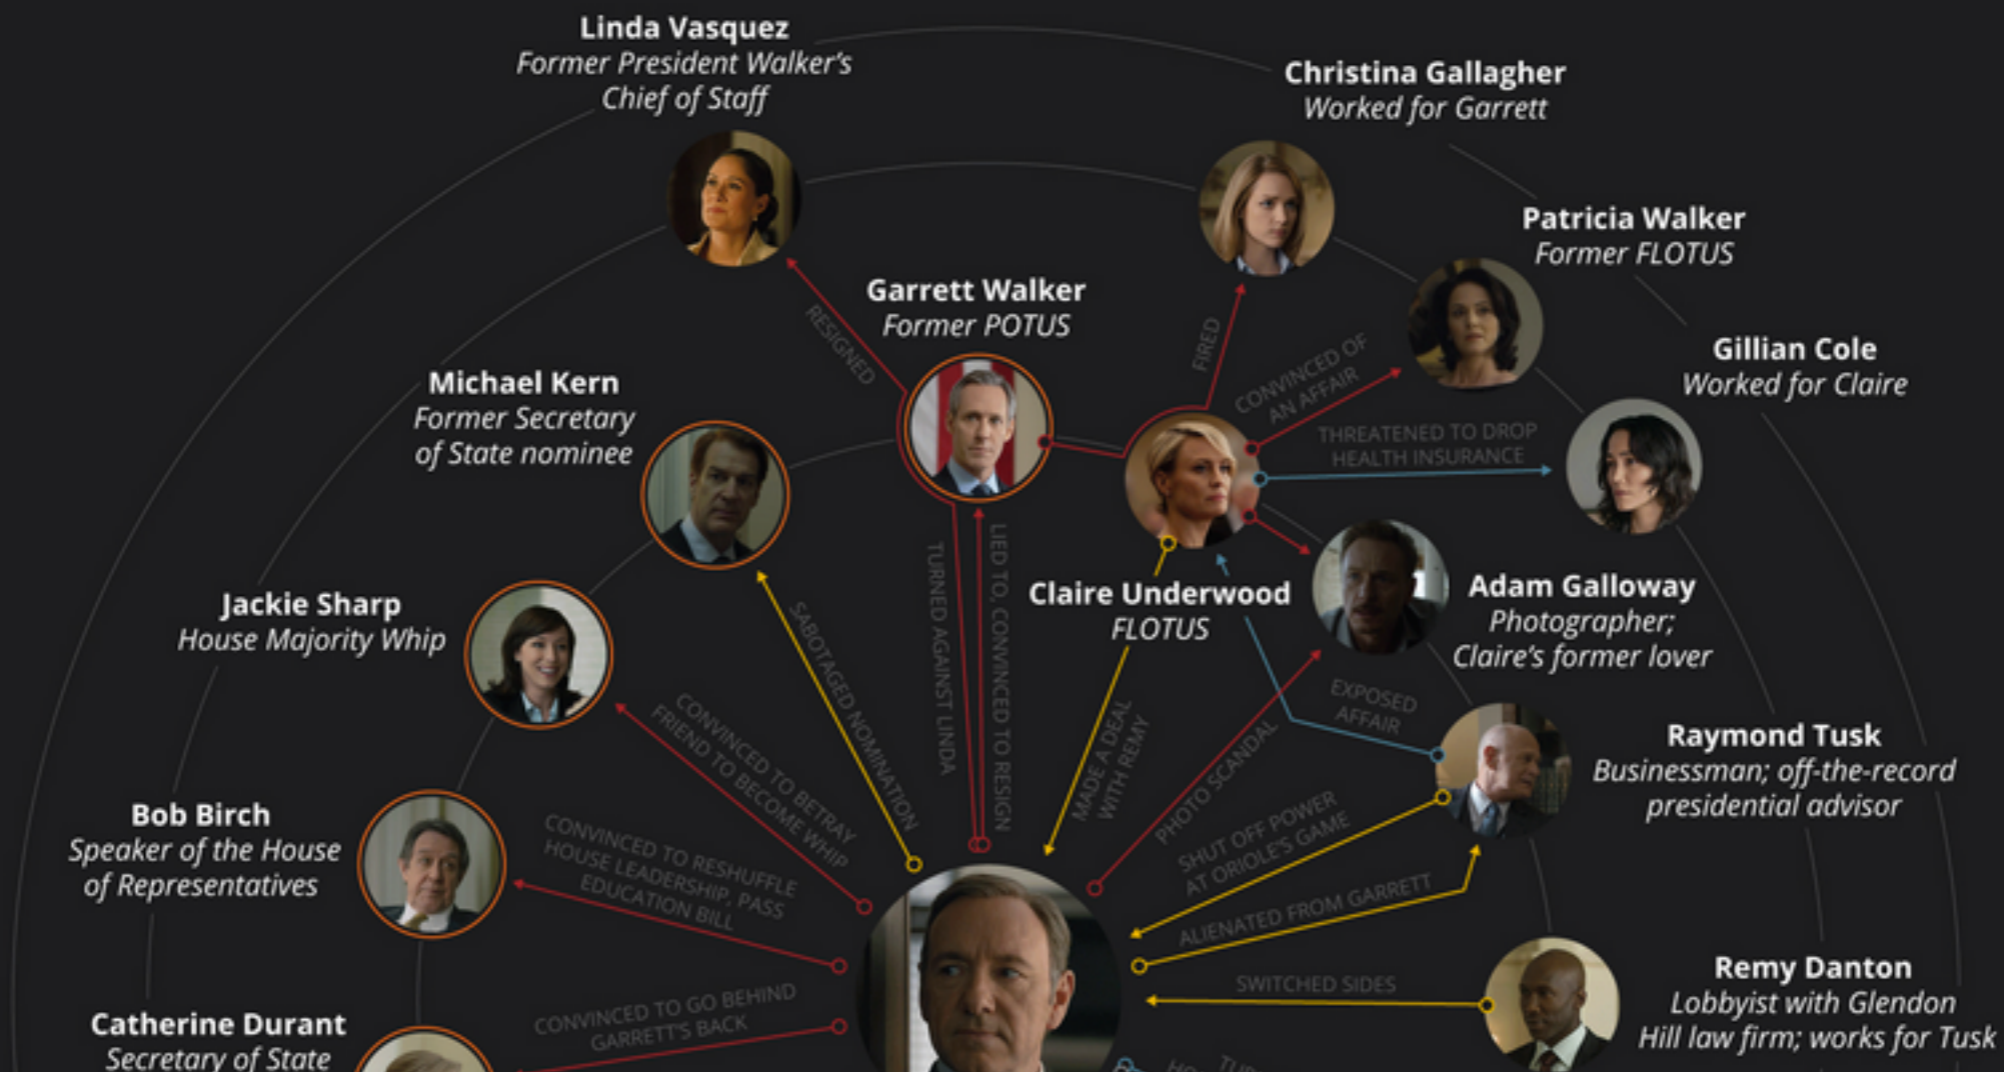 Linda Vasquez
Former President Walker's
Chief of Staff
Christina Gallagher
Worked for Garrett
Patricia Walker
Former FLOTUS
Garrett Walker
Former POTUS
RESIGNED
FIRED
CONVINCED OF
AN AFFAIR
Gillian Cole
Worked for Claire
Michael Kern
Former Secretary
of State nominee
THREATENED TO DROP
HEALTH INSURANCE
Claire Underwood
FLOTUS
Adam Galloway
Photographer;
Claire's former lover
Jackie Sharp
House Majority Whip
SABOTAGED NOMINATION
TURNED AGAINST LINDA
LIED TO, CONVINCED TO RESIGN
MADE A DEAL
WITH REMY
PHOTO SCANDAL
EXPOSED
AFFAIR
CONVINCED TO BETRAY
FRIEND TO BECOME WHIP
Raymond Tusk
Businessman; off-the-record
presidential advisor
Bob Birch
Speaker of the House
of Representatives
CONVINCED TO RESHUFFLE
HOUSE LEADERSHIP, PASS
EDUCATION BILL
SHUT OFF POWER
AT ORIOLE'S GAME
ALIENATED FROM GARRETT
SWITCHED SIDES
Remy Danton
Lobbyist with Glendon
Hill law firm; works for Tusk
Catherine Durant
Secretary of State
CONVINCED TO GO BEHIND
GARRETT'S BACK